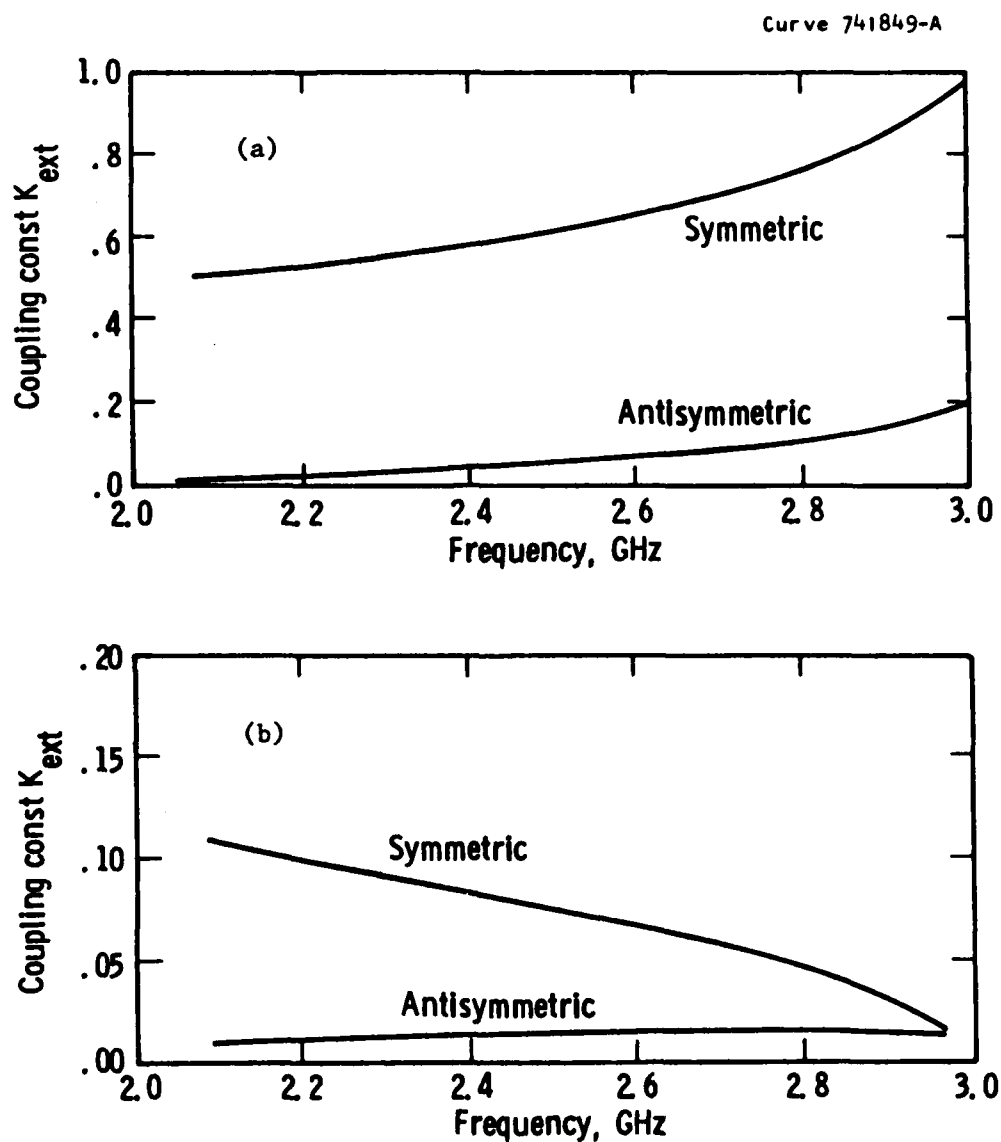 Curve 741849-A
1.0
.8
.6
.4
.2
.0
Coupling const K_ext
(a)
Symmetric
Antisymmetric
2.0 2.2 2.4 2.6 2.8 3.0
Frequency, GHz
.20
.15
.10
.05
.00
Coupling const K_ext
(b)
Symmetric
Antisymmetric
2.0 2.2 2.4 2.6 2.8 3.0
Frequency, GHz